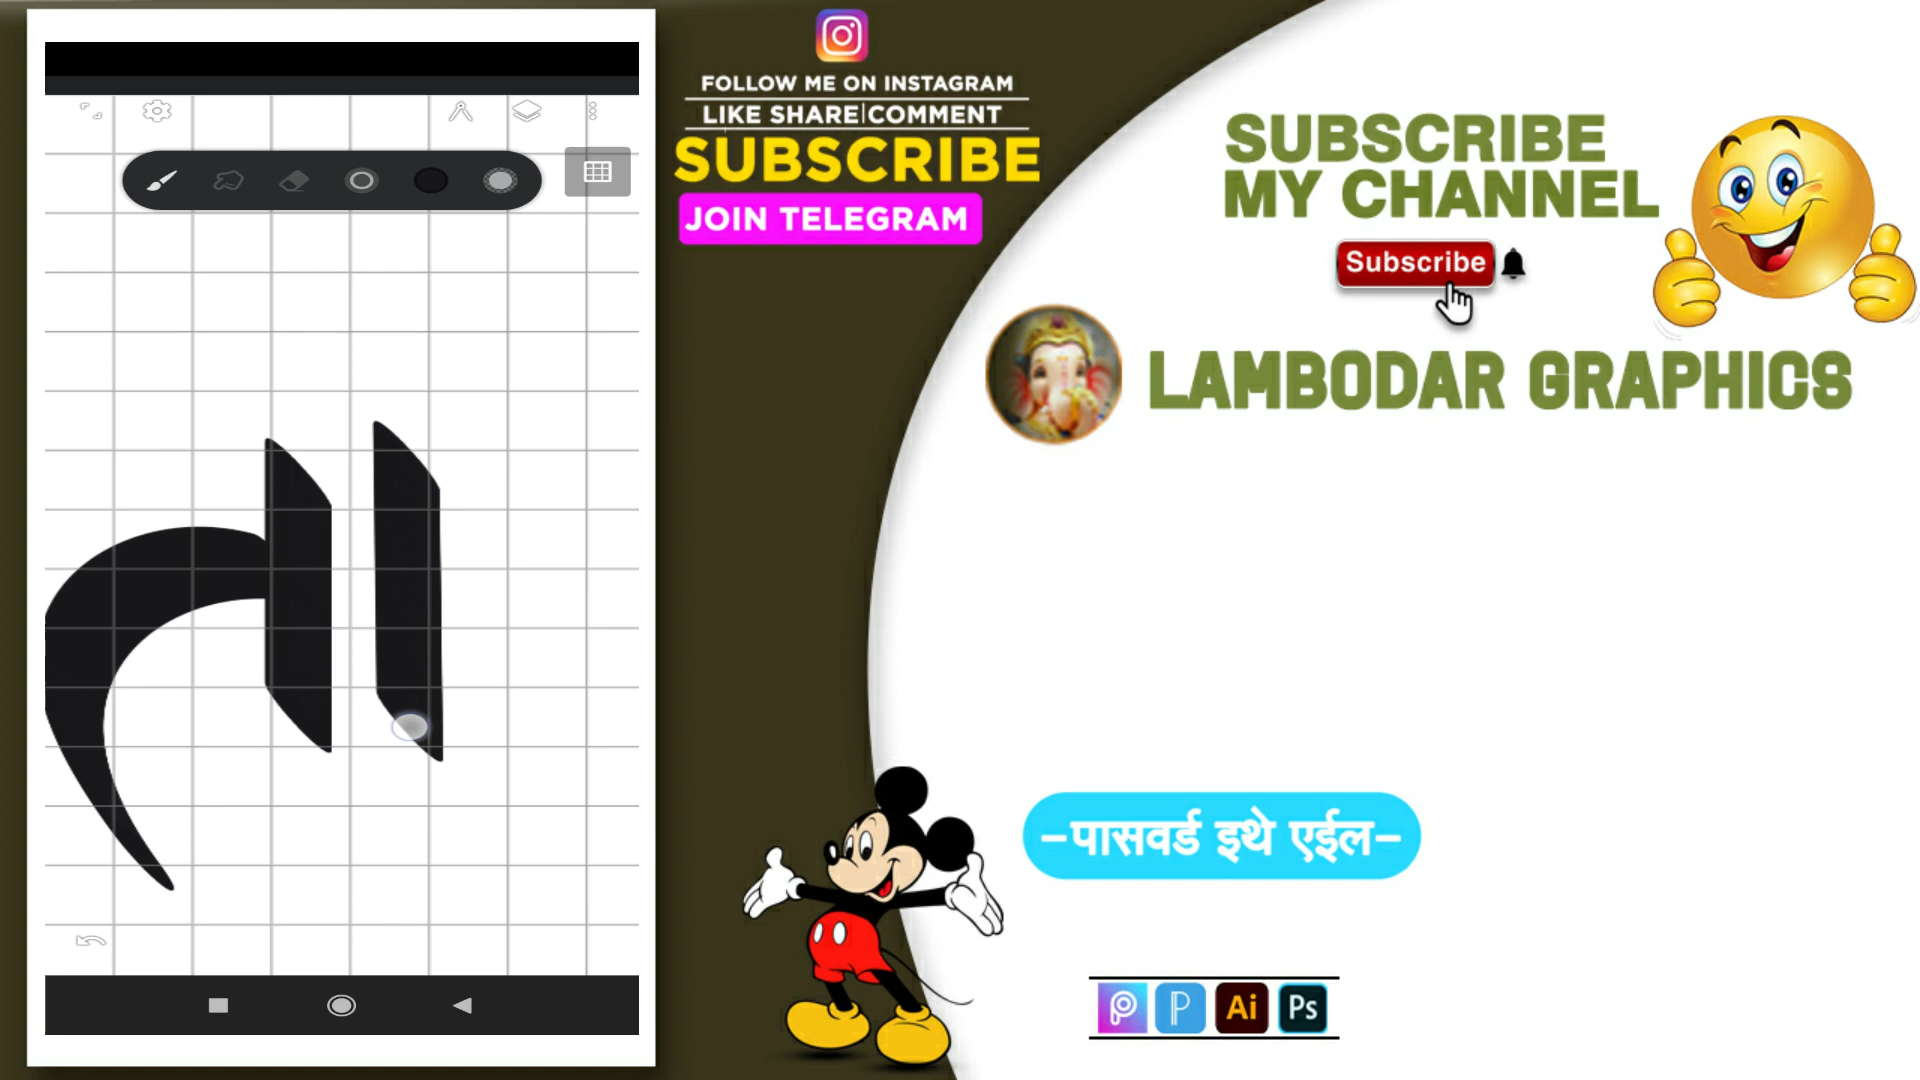 FOLLOW ME ON INSTAGRAM
LIKE SHARE|COMMENT
SUBSCRIBE
JOIN TELEGRAM
SUBSCRIBE
MY CHANNEL
Subscribe
LAMBODAR GRAPHICS
ता
-पासवर्ड इथे एईल-
P P Ai Ps